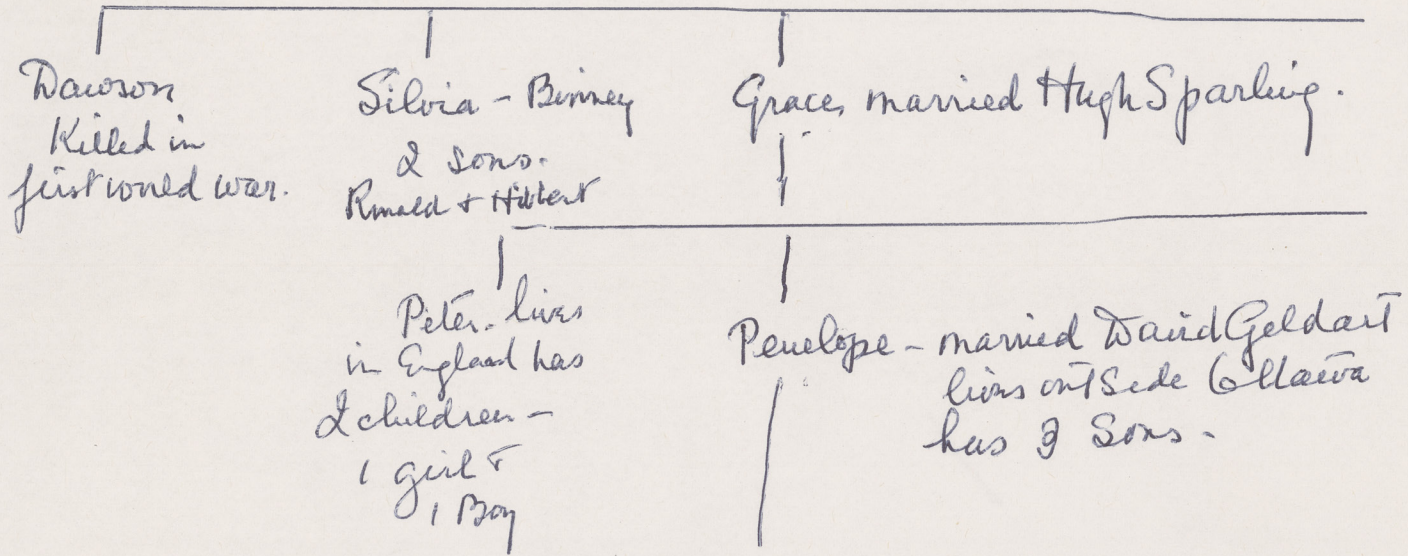 Dawson
Killed in
first world war.
Silvia - Binney
2 sons.
Ronald + Hibbert
Grace, married Hugh Sparling.
Peter - lives
in England has
2 children -
1 girl +
1 Boy
Penelope - married David Geldart
lives outside Ottawa
has 3 Sons -